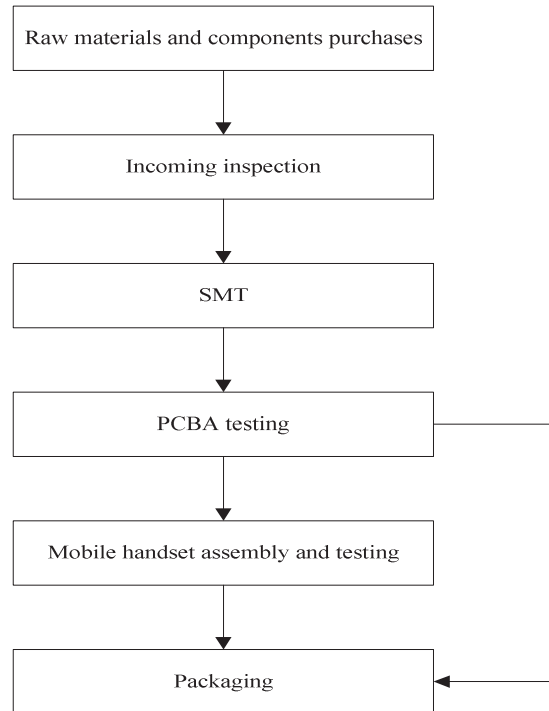 Raw materials and components purchases
Incoming inspection
SMT
PCBA testing
Mobile handset assembly and testing
Packaging